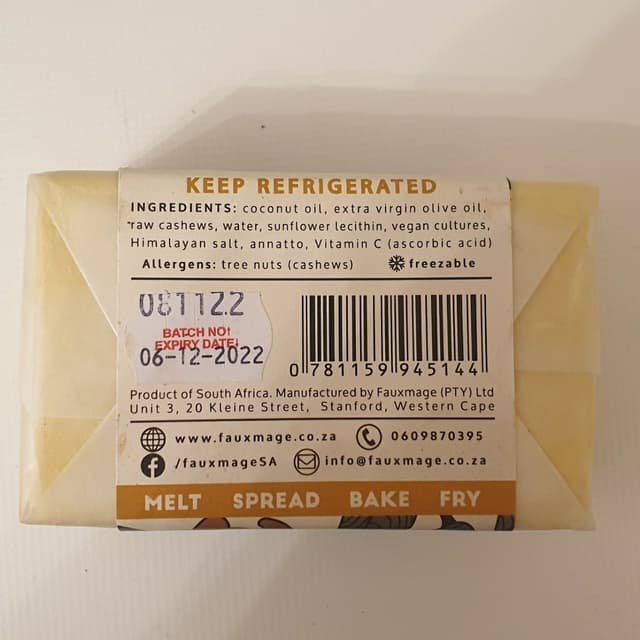 KEEP REFRIGERATED
INGREDIENTS: coconut oil, extra virgin olive oil,
raw cashews, water, sunflower lecithin, vegan cultures,
Himalayan salt, annatto, Vitamin C (ascorbic acid)
Allergens: tree nuts (cashews) freezable
081122
BATCH NO:
EXPIRY DATE:
06-12-2022
0 781159 945144
Product of South Africa. Manufactured by Fauxmage (PTY) Ltd
Unit 3, 20 Kleine Street, Stanford, Western Cape
www.fauxmage.co.za 0609870395
/fauxmageSA info@fauxmage.co.za
MELT SPREAD BAKE FRY